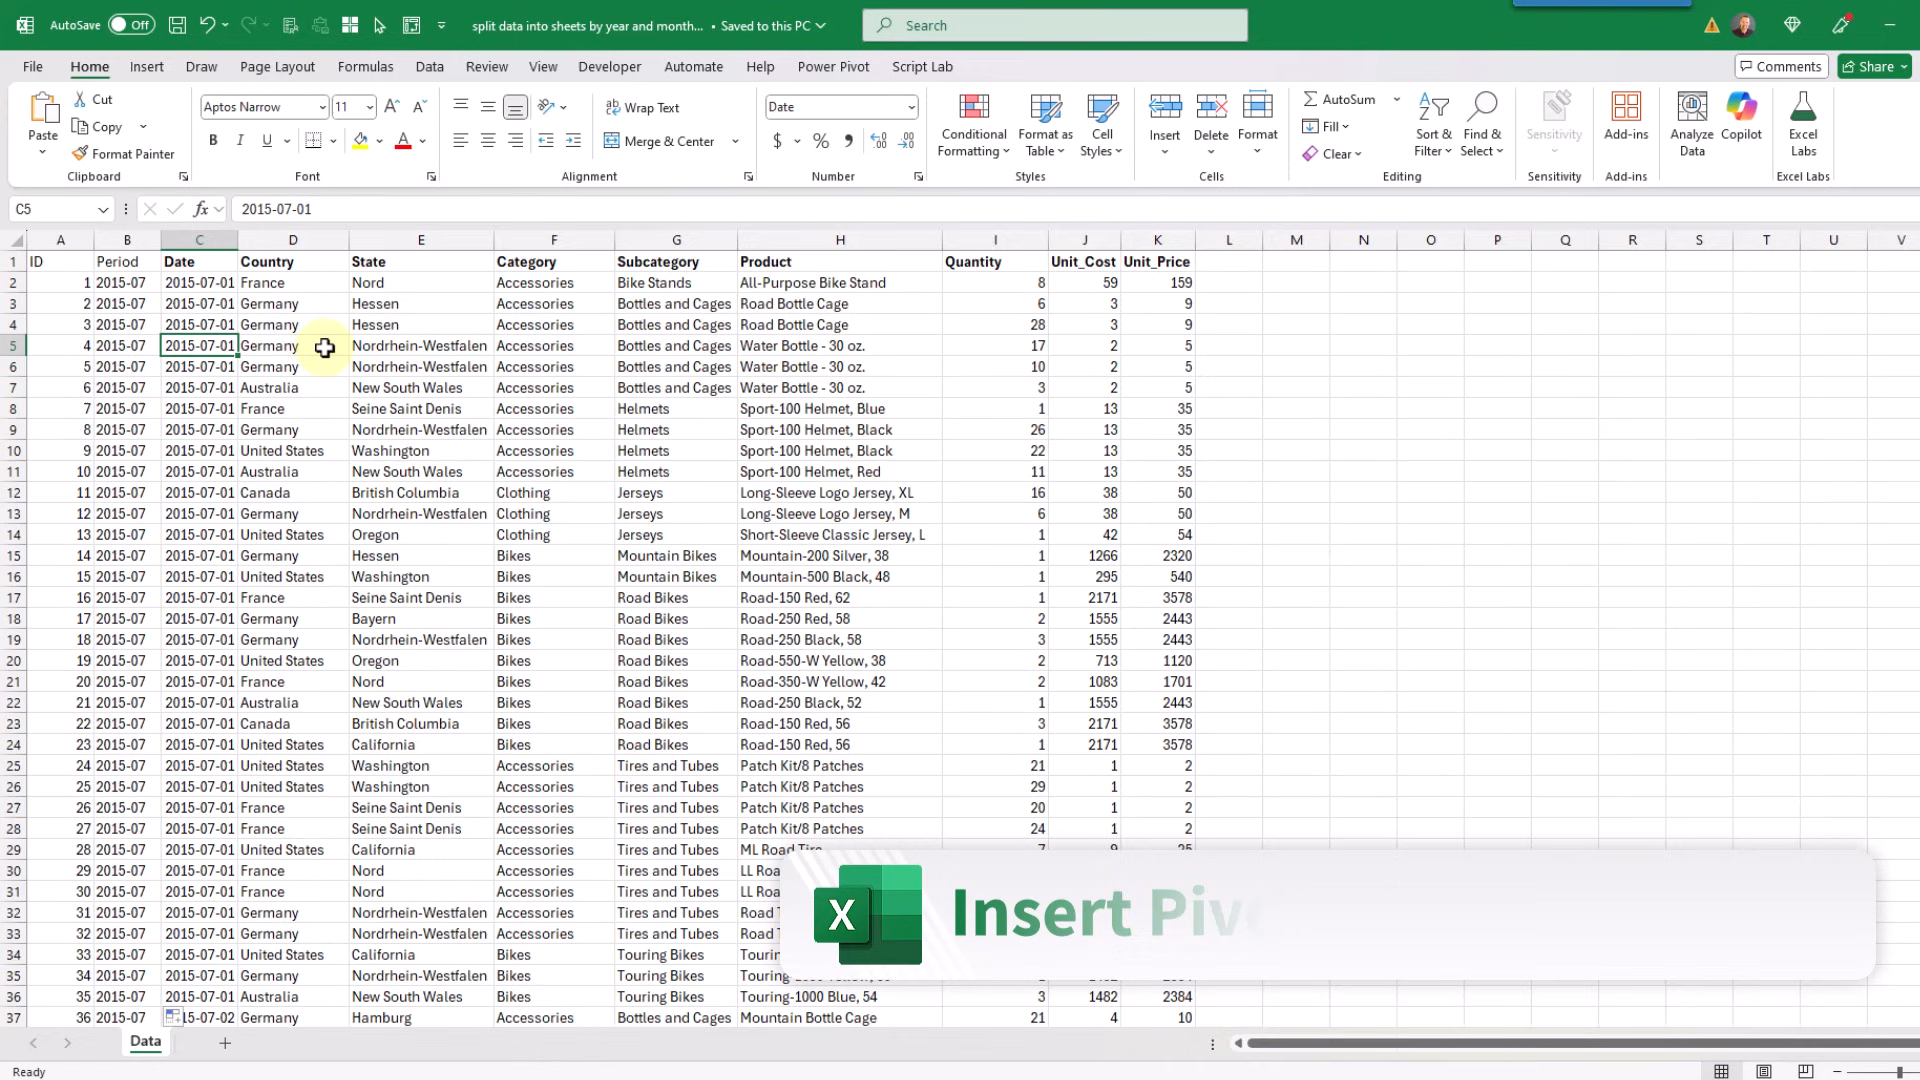 AutoSave Off split data into sheets by year and month... • Saved to this PC Search
File Home Insert Draw Page Layout Formulas Data Review View Developer Automate Help Power Pivot Script Lab Comments Share
Paste Cut Copy Format Painter Clipboard
Aptos Narrow 11 B I U Font
Wrap Text Merge & Center Alignment
Date $ % Number
Conditional Formatting Format as Table Cell Styles Styles
Insert Delete Format Cells
AutoSum Fill Clear Sort & Filter Find & Select Editing
Sensitivity Sensitivity
Add-ins Add-ins
Analyze Data Copilot
Excel Labs Excel Labs
C5 fx 2015-07-01
A B C D E F G H I J K L M N O P Q R S T U V
1 ID Period Date Country State Category Subcategory Product Quantity Unit_Cost Unit_Price
2 1 2015-07 2015-07-01 France Nord Accessories Bike Stands All-Purpose Bike Stand 8 59 159
3 2 2015-07 2015-07-01 Germany Hessen Accessories Bottles and Cages Road Bottle Cage 6 3 9
4 3 2015-07 2015-07-01 Germany Hessen Accessories Bottles and Cages Road Bottle Cage 28 3 9
5 4 2015-07 2015-07-01 Germany Nordrhein-Westfalen Accessories Bottles and Cages Water Bottle - 30 oz. 17 2 5
6 5 2015-07 2015-07-01 Germany Nordrhein-Westfalen Accessories Bottles and Cages Water Bottle - 30 oz. 10 2 5
7 6 2015-07 2015-07-01 Australia New South Wales Accessories Bottles and Cages Water Bottle - 30 oz. 3 2 5
8 7 2015-07 2015-07-01 France Seine Saint Denis Accessories Helmets Sport-100 Helmet, Blue 1 13 35
9 8 2015-07 2015-07-01 Germany Nordrhein-Westfalen Accessories Helmets Sport-100 Helmet, Black 26 13 35
10 9 2015-07 2015-07-01 United States Washington Accessories Helmets Sport-100 Helmet, Black 22 13 35
11 10 2015-07 2015-07-01 Australia New South Wales Accessories Helmets Sport-100 Helmet, Red 11 13 35
12 11 2015-07 2015-07-01 Canada British Columbia Clothing Jerseys Long-Sleeve Logo Jersey, XL 16 38 50
13 12 2015-07 2015-07-01 Germany Nordrhein-Westfalen Clothing Jerseys Long-Sleeve Logo Jersey, M 6 38 50
14 13 2015-07 2015-07-01 United States Oregon Clothing Jerseys Short-Sleeve Classic Jersey, L 1 42 54
15 14 2015-07 2015-07-01 Germany Hessen Bikes Mountain Bikes Mountain-200 Silver, 38 1 1266 2320
16 15 2015-07 2015-07-01 United States Washington Bikes Mountain Bikes Mountain-500 Black, 48 1 295 540
17 16 2015-07 2015-07-01 France Seine Saint Denis Bikes Road Bikes Road-150 Red, 62 1 2171 3578
18 17 2015-07 2015-07-01 Germany Bayern Bikes Road Bikes Road-250 Red, 58 2 1555 2443
19 18 2015-07 2015-07-01 Germany Nordrhein-Westfalen Bikes Road Bikes Road-250 Black, 58 3 1555 2443
20 19 2015-07 2015-07-01 United States Oregon Bikes Road Bikes Road-550-W Yellow, 38 2 713 1120
21 20 2015-07 2015-07-01 France Nord Bikes Road Bikes Road-350-W Yellow, 42 2 1083 1701
22 21 2015-07 2015-07-01 Australia New South Wales Bikes Road Bikes Road-250 Black, 52 1 1555 2443
23 22 2015-07 2015-07-01 Canada British Columbia Bikes Road Bikes Road-150 Red, 56 3 2171 3578
24 23 2015-07 2015-07-01 United States California Bikes Road Bikes Road-150 Red, 56 1 2171 3578
25 24 2015-07 2015-07-01 United States Washington Accessories Tires and Tubes Patch Kit/8 Patches 21 1 2
26 25 2015-07 2015-07-01 United States Washington Accessories Tires and Tubes Patch Kit/8 Patches 29 1 2
27 26 2015-07 2015-07-01 France Seine Saint Denis Accessories Tires and Tubes Patch Kit/8 Patches 20 1 2
28 27 2015-07 2015-07-01 France Seine Saint Denis Accessories Tires and Tubes Patch Kit/8 Patches 24 1 2
29 28 2015-07 2015-07-01 United States California Accessories Tires and Tubes ML Road Tire 7 9 25
30 29 2015-07 2015-07-01 France Nord Accessories Tires and Tubes LL Roa
31 30 2015-07 2015-07-01 France Nord Accessories Tires and Tubes LL Roa
32 31 2015-07 2015-07-01 Germany Nordrhein-Westfalen Accessories Tires and Tubes Road T
33 32 2015-07 2015-07-01 Germany Nordrhein-Westfalen Accessories Tires and Tubes Road T
34 33 2015-07 2015-07-01 United States California Bikes Touring Bikes Tourin
35 34 2015-07 2015-07-01 Germany Nordrhein-Westfalen Bikes Touring Bikes
36 35 2015-07 2015-07-01 Australia New South Wales Bikes Touring Bikes Touring-1000 Blue, 54 3 1482 2384
37 36 2015-07 15-07-02 Germany Hamburg Accessories Bottles and Cages Mountain Bottle Cage 21 4 10
X Insert Piv
Data
Ready